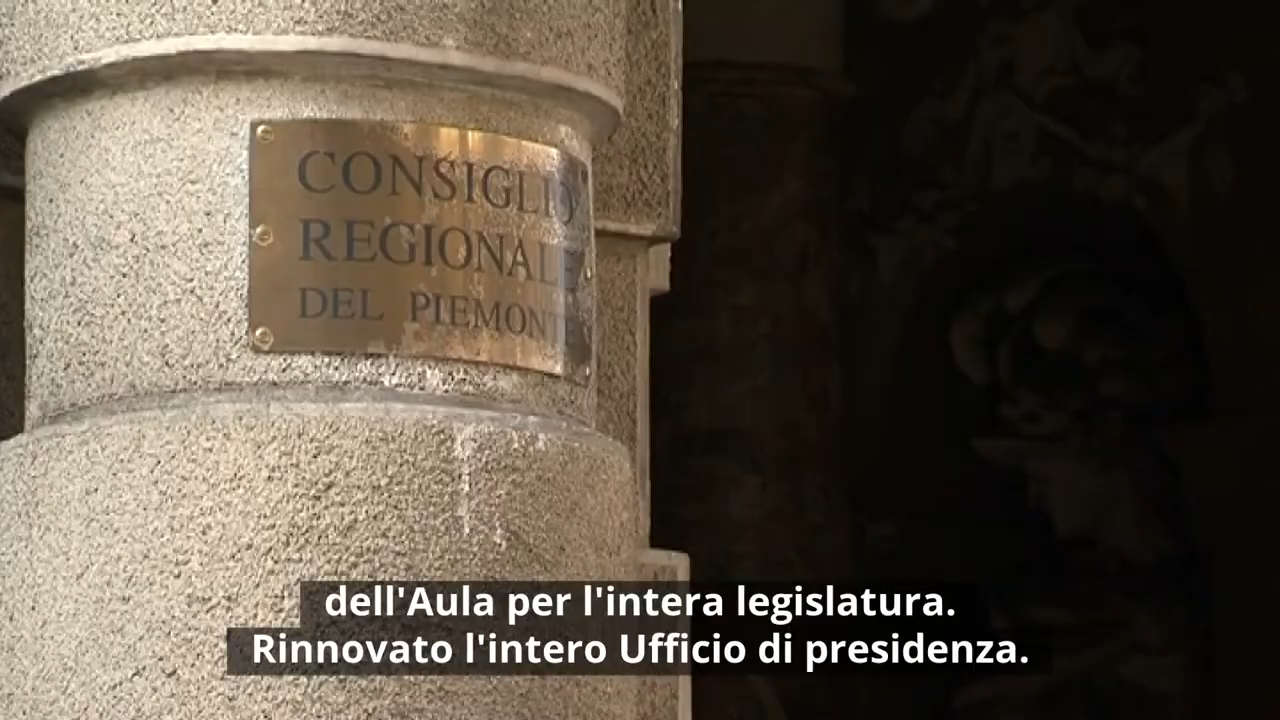 CONSIGLIO
REGIONALE
DEL PIEMONTE
dell'Aula per l'intera legislatura.
Rinnovato l'intero Ufficio di presidenza.